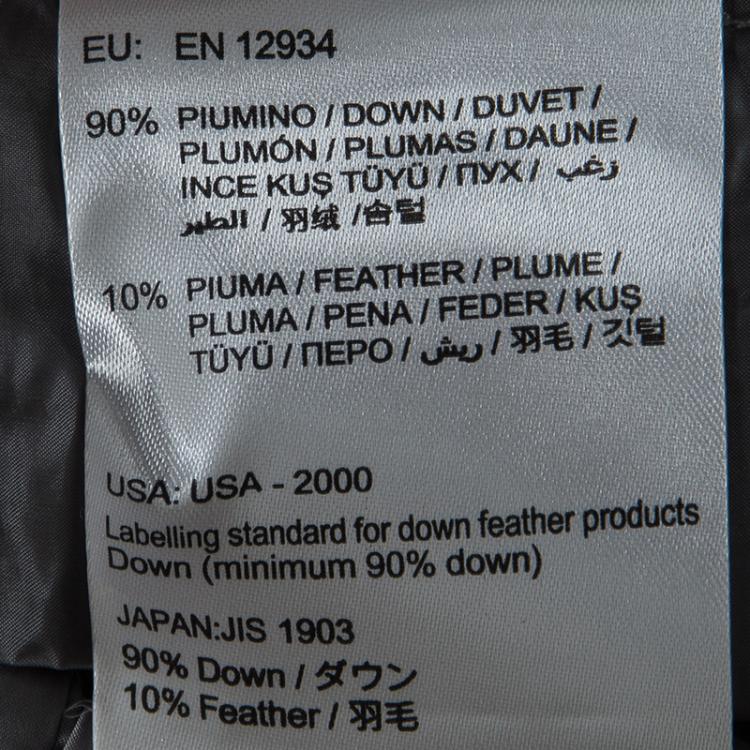 EU: EN 12934
90% PIUMINO / DOWN / DUVET /
PLUMÓN / PLUMAS / DAUNE /
INCE KUŞ TÜYÜ / ПУХ / زغب
الطير / 羽绒 / 솜털
10% PIUMA / FEATHER / PLUME /
PLUMA / PENA / FEDER / KUŞ
TÜYÜ / ПЕРО / ريش / 羽毛 / 깃털
USA: USA - 2000
Labelling standard for down feather products
Down (minimum 90% down)
JAPAN:JIS 1903
90% Down / ダウン
10% Feather / 羽毛